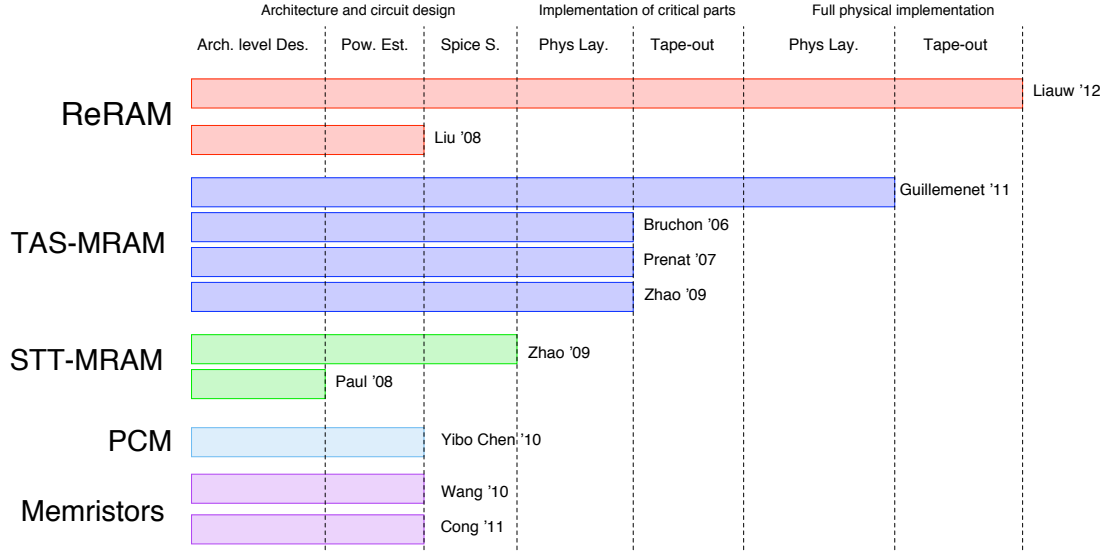 Architecture and circuit design Implementation of critical parts Full physical implementation
Arch. level Des. Pow. Est. Spice S. Phys Lay. Tape-out Phys Lay. Tape-out
ReRAM
Liauw '12
Liu '08
TAS-MRAM
Guillemenet '11
Bruchon '06
Prenat '07
Zhao '09
STT-MRAM
Zhao '09
Paul '08
PCM
Yibo Chen '10
Memristors
Wang '10
Cong '11